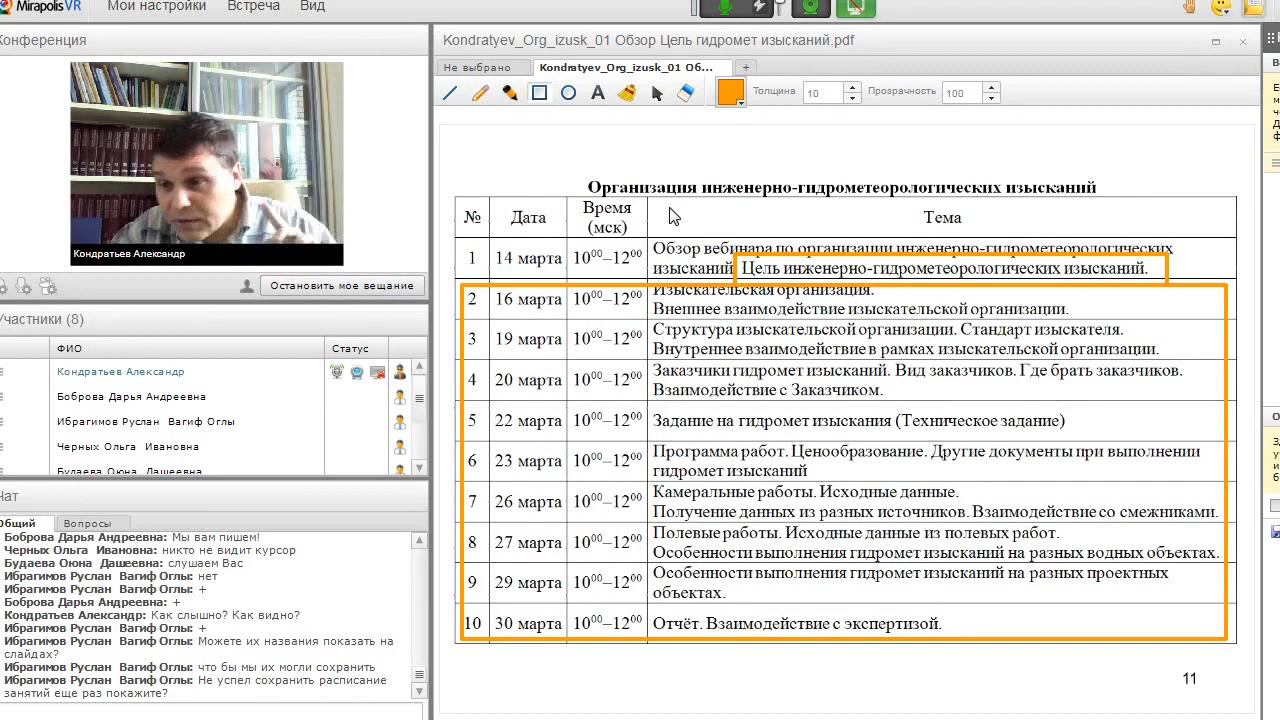 MirapolisVR Мои настройки Встреча Вид
Конференция
Кондратьев Александр
Остановить мое вещание
Участники (8)
ФИО Статус
Кондратьев Александр
Боброва Дарья Андреевна
Ибрагимов Руслан Вагиф Оглы
Черных Ольга Ивановна
Будаева Оюна Дашеевна
Чат
Общий Вопросы
Боброва Дарья Андреевна: Мы вам пишем!
Черных Ольга Ивановна: никто не видит курсор
Будаева Оюна Дашеевна: слушаем Вас
Ибрагимов Руслан Вагиф Оглы: нет
Ибрагимов Руслан Вагиф Оглы: +
Боброва Дарья Андреевна: +
Кондратьев Александр: Как слышно? Как видно?
Ибрагимов Руслан Вагиф Оглы: +
Ибрагимов Руслан Вагиф Оглы: Можете их названия показать на
слайдах?
Ибрагимов Руслан Вагиф Оглы: что бы мы их могли сохранить
Ибрагимов Руслан Вагиф Оглы: Не успел сохранить расписание
занятий еще раз покажите?
Kondratyev_Org_izusk_01 Обзор Цель гидромет изысканий.pdf
Не выбрано Kondratyev_Org_izusk_01 Об... +
Толщина 10 Прозрачность 100
Организация инженерно-гидрометеорологических изысканий
№ Дата Время (мск) Тема
1 14 марта 10⁰⁰–12⁰⁰ Обзор вебинара по организации инженерно-гидрометеорологических
изысканий Цель инженерно-гидрометеорологических изысканий.
2 16 марта 10⁰⁰–12⁰⁰ Изыскательская организация.
Внешнее взаимодействие изыскательской организации.
3 19 марта 10⁰⁰–12⁰⁰ Структура изыскательской организации. Стандарт изыскателя.
Внутреннее взаимодействие в рамках изыскательской организации.
4 20 марта 10⁰⁰–12⁰⁰ Заказчики гидромет изысканий. Вид заказчиков. Где брать заказчиков.
Взаимодействие с Заказчиком.
5 22 марта 10⁰⁰–12⁰⁰ Задание на гидромет изыскания (Техническое задание)
6 23 марта 10⁰⁰–12⁰⁰ Программа работ. Ценообразование. Другие документы при выполнении
гидромет изысканий
7 26 марта 10⁰⁰–12⁰⁰ Камеральные работы. Исходные данные.
Получение данных из разных источников. Взаимодействие со смежниками.
8 27 марта 10⁰⁰–12⁰⁰ Полевые работы. Исходные данные из полевых работ.
Особенности выполнения гидромет изысканий на разных водных объектах.
9 29 марта 10⁰⁰–12⁰⁰ Особенности выполнения гидромет изысканий на разных проектных
объектах.
10 30 марта 10⁰⁰–12⁰⁰ Отчёт. Взаимодействие с экспертизой.
11